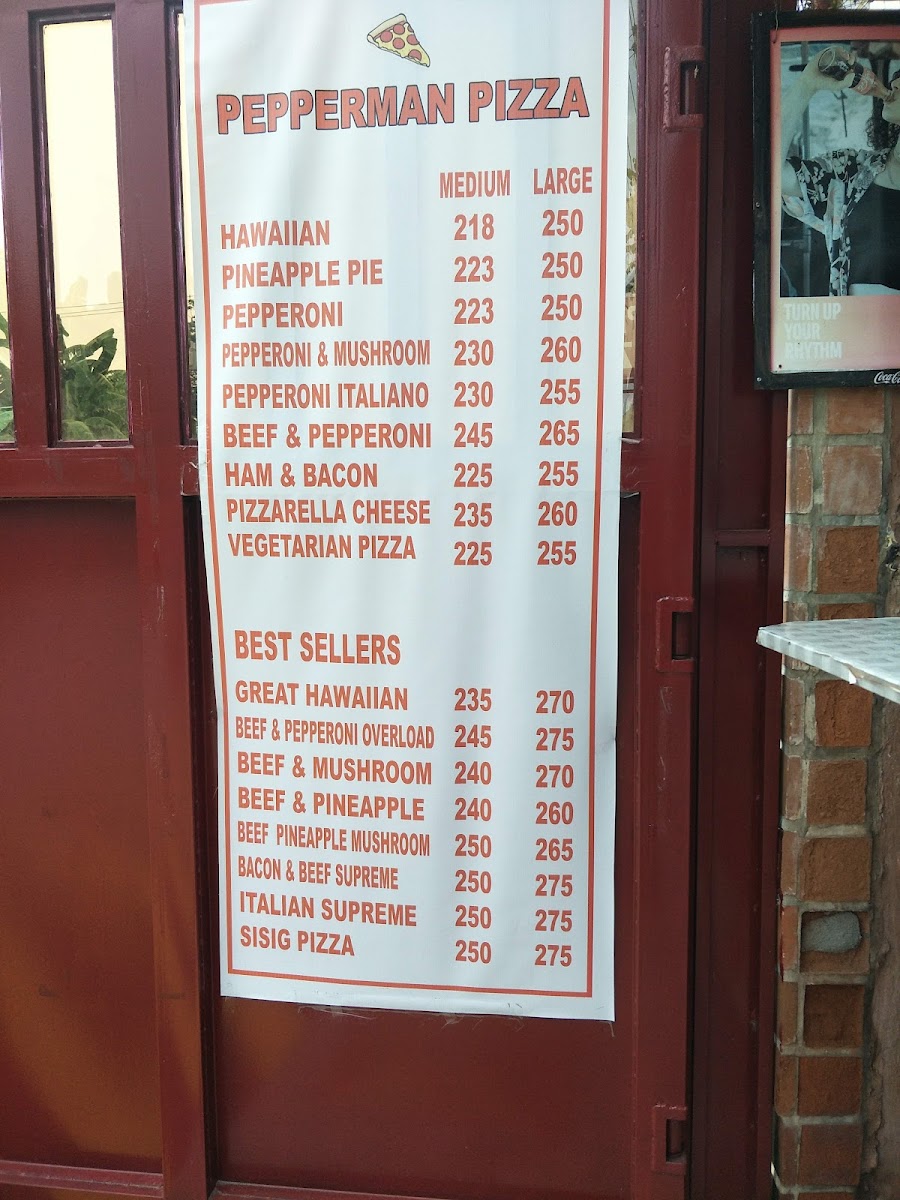 PEPPERMAN PIZZA
MEDIUM LARGE
HAWAIIAN 218 250
PINEAPPLE PIE 223 250
PEPPERONI 223 250
PEPPERONI & MUSHROOM 230 260
PEPPERONI ITALIANO 230 255
BEEF & PEPPERONI 245 265
HAM & BACON 225 255
PIZZARELLA CHEESE 235 260
VEGETARIAN PIZZA 225 255
BEST SELLERS
GREAT HAWAIIAN 235 270
BEEF & PEPPERONI OVERLOAD 245 275
BEEF & MUSHROOM 240 270
BEEF & PINEAPPLE 240 260
BEEF PINEAPPLE MUSHROOM 250 265
BACON & BEEF SUPREME 250 275
ITALIAN SUPREME 250 275
SISIG PIZZA 250 275
TURN UP
YOUR
RHYTHM